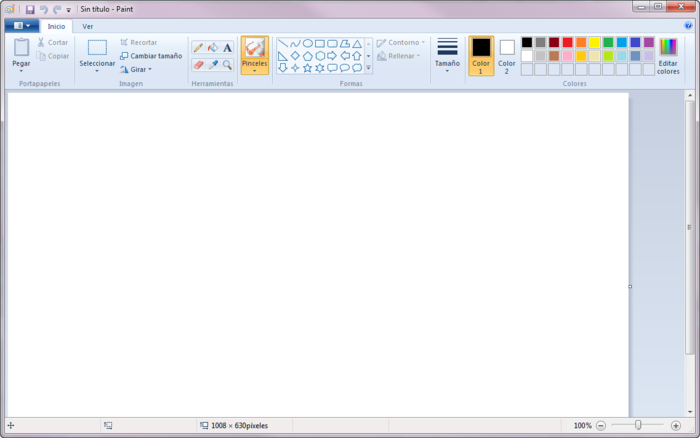 Sin título - Paint
Inicio Ver
Pegar
Cortar
Copiar
Portapapeles
Seleccionar
Recortar
Cambiar tamaño
Girar
Imagen
A
Herramientas
Pinceles
Contorno
Rellenar
Formas
Tamaño
Color
1
Color
2
Editar
colores
Colores
1008 × 630píxeles
100%